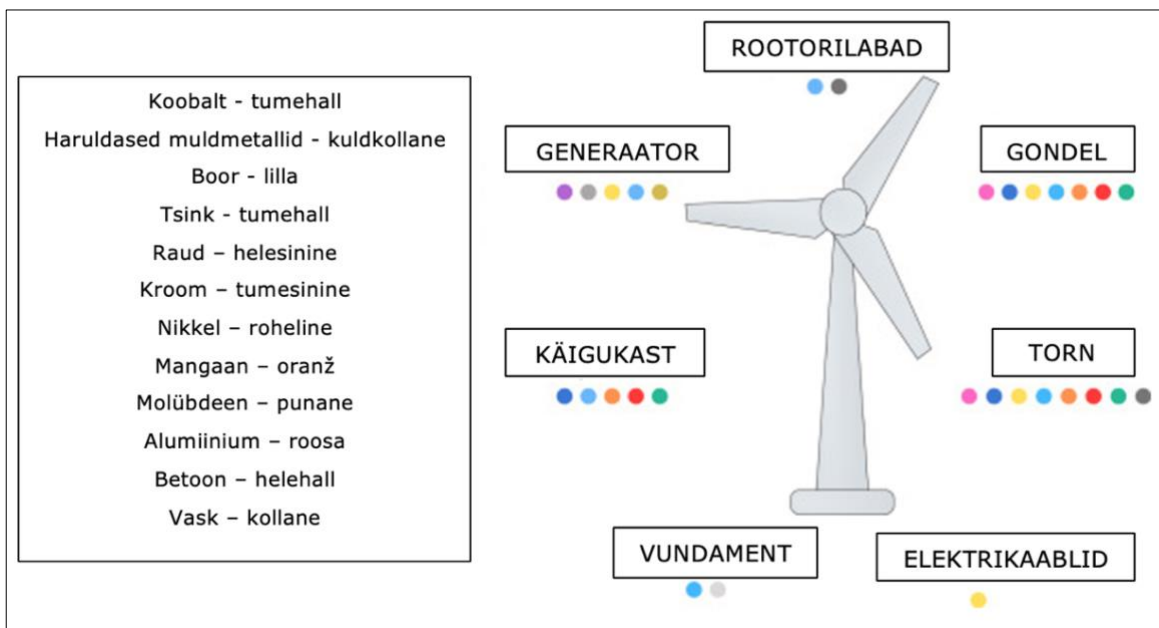 Koobalt - tumehall
Haruldased muldmetallid - kuldkollane
Boor - lilla
Tsink - tumehall
Raud – helesinine
Kroom – tumesinine
Nikkel – roheline
Mangaan – oranž
Molübdeen – punane
Alumiinium – roosa
Betoon – helehall
Vask – kollane
ROOTORILABAD
GENERAATOR
GONDEL
KÄIGUKAST
TORN
VUNDAMENT
ELEKTRIKAABLID